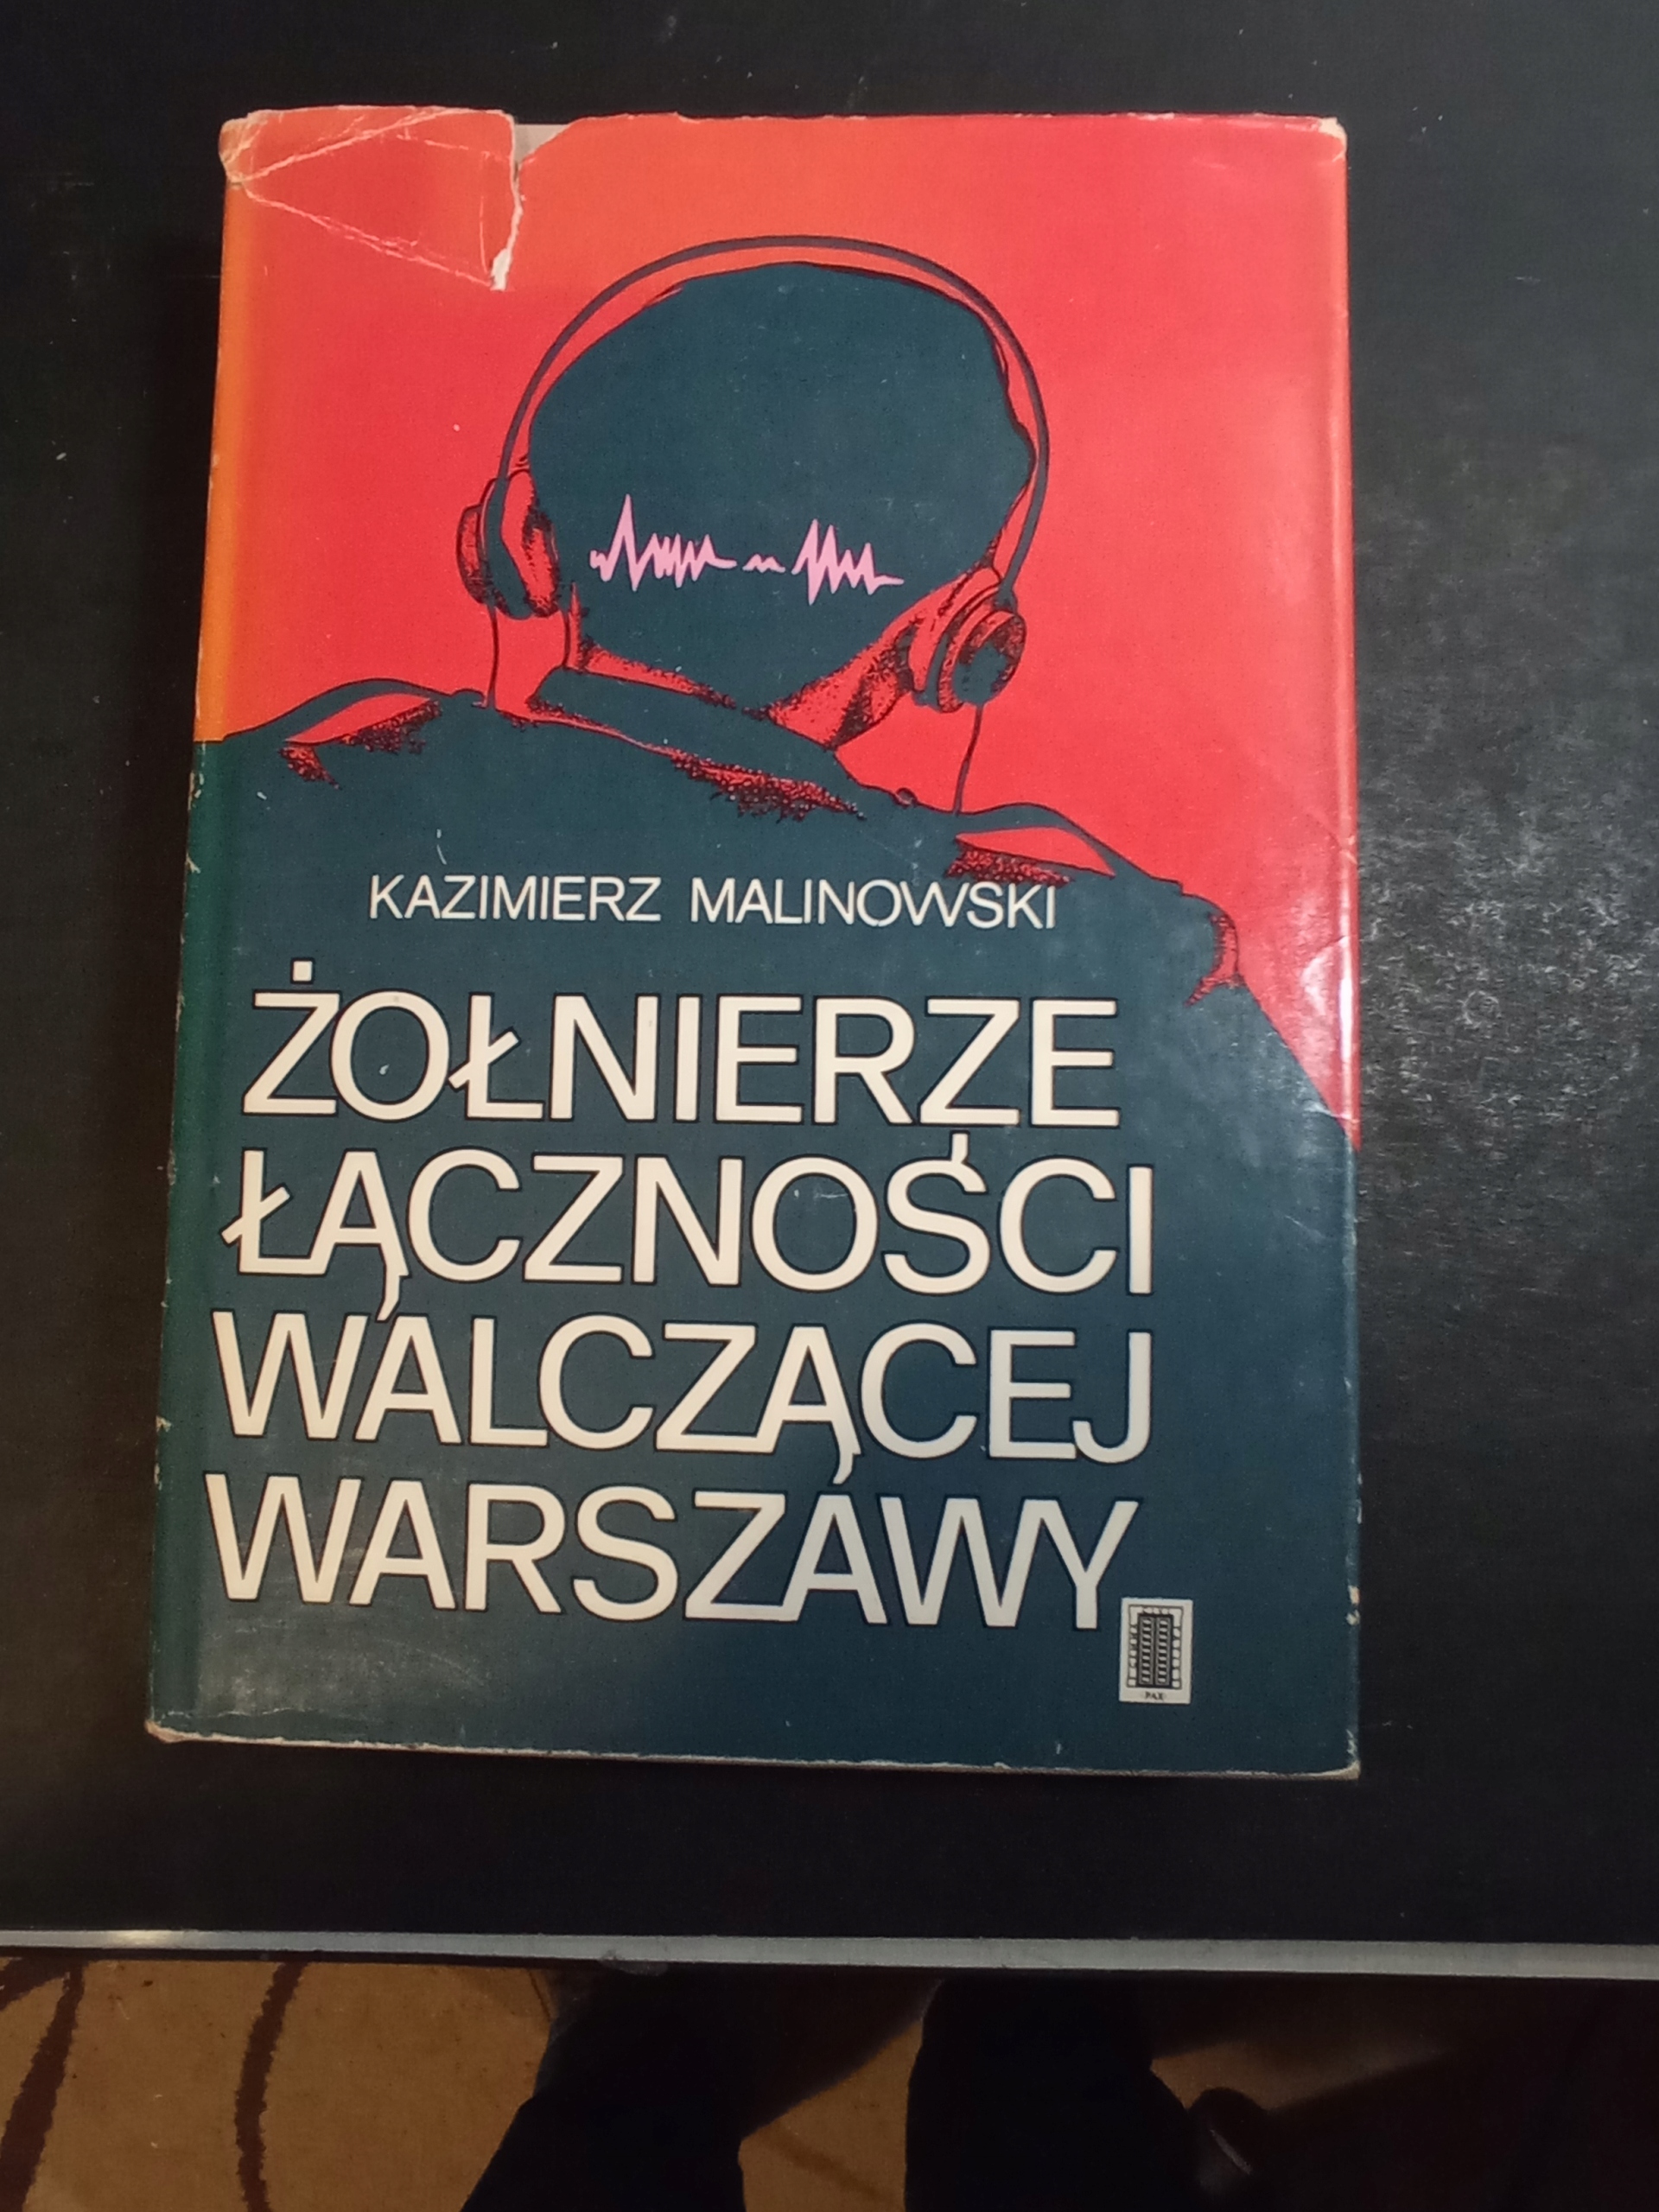 KAZIMIERZ MALINOWSKI
ŻOŁNIERZE
ŁĄCZNOŚCI
WALCZĄCEJ
WARSZAWY
PAX